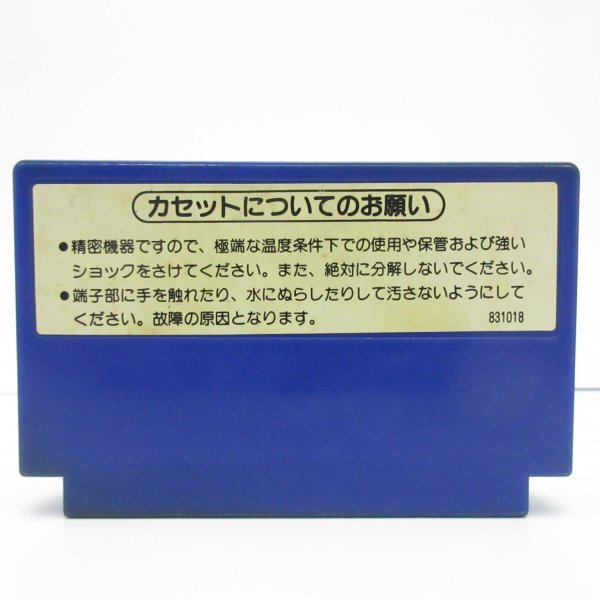 カセットについてのお願い
●精密機器ですので、極端な温度条件下での使用や保管および強い
ショックをさけてください。また、絶対に分解しないでください。
●端子部に手を触れたり、水にぬらしたりして汚さないようにして
ください。故障の原因となります。
831018